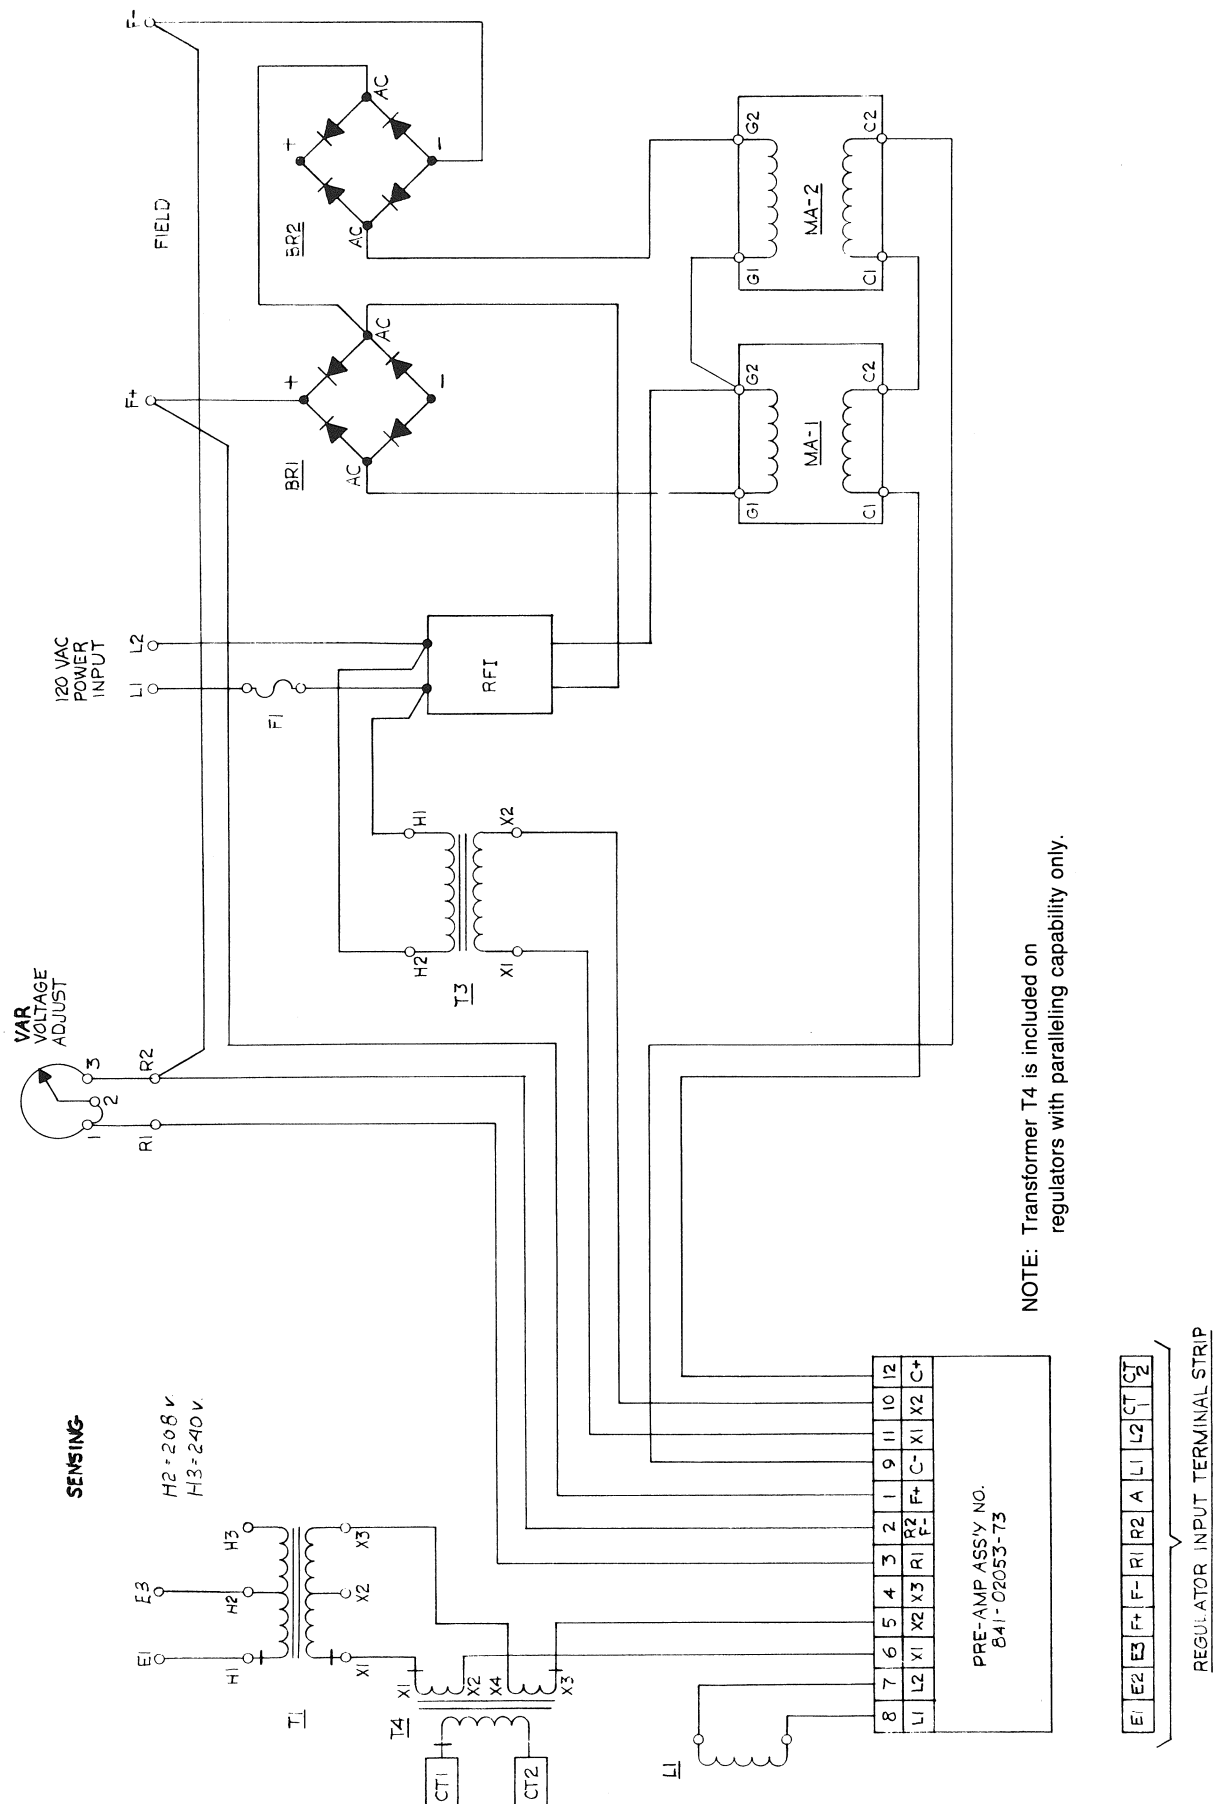 F-
FIELD
F+
120 VAC
POWER
INPUT
L1
L2
F1
RFI
BR1
BR2
AC
AC
+
-
AC
AC
+
-
G1
G2
C1
C2
MA-1
G1
G2
C1
C2
MA-2
H1
H2
X1
X2
T3
VAR
VOLTAGE
ADJUST
1
2
3
R1
R2
SENSING
H2=208 V.
H3=240 V.
E1
E3
H1
H2
H3
X1
X2
X3
T1
T4
X1
X2
X4
X3
CT1
CT2
L1
8 7 6 5 4 3 2 1 9 11 10 12
L1 L2 X1 X2 X3 R1 R2 F- F+ C- X1 X2 C+
PRE-AMP ASS'Y NO.
841-02053-73
NOTE: Transformer T4 is included on
regulators with paralleling capability only.
E1 E2 E3 F+ F- R1 R2 A L1 L2 CT 1 CT 2
REGULATOR INPUT TERMINAL STRIP